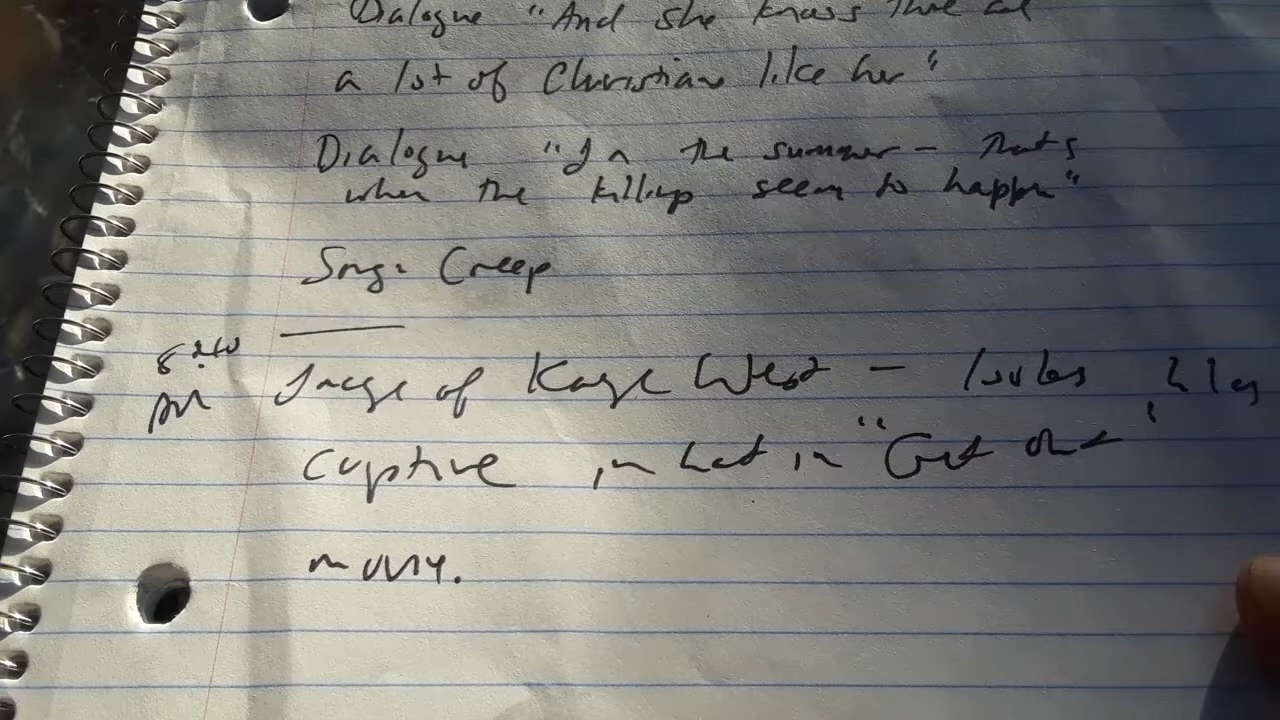 Dialogue "And she knows there are
a lot of Christians like her"
Dialogue "In the summer - that's
when the killings seem to happen"
Song: Creep
8:40
PM
Image of Kanye West - looks like
captive in hat in "Get Out"
movie.